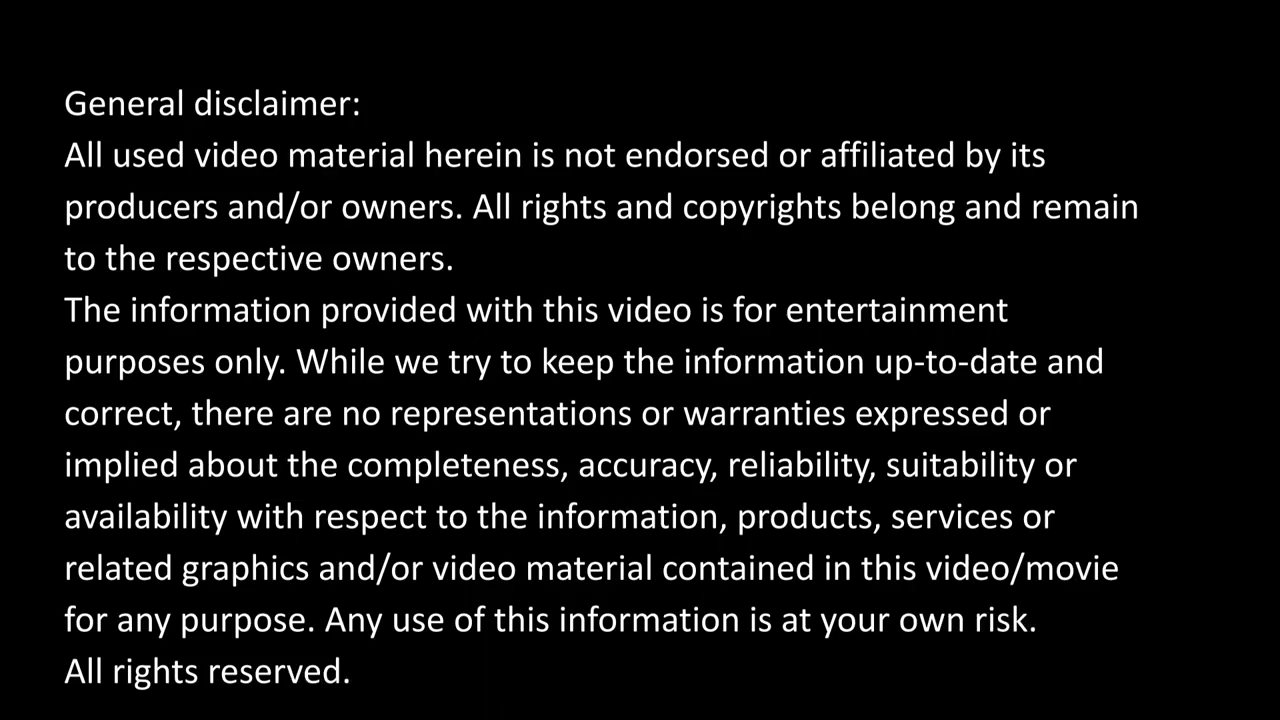 General disclaimer:
All used video material herein is not endorsed or affiliated by its
producers and/or owners. All rights and copyrights belong and remain
to the respective owners.
The information provided with this video is for entertainment
purposes only. While we try to keep the information up-to-date and
correct, there are no representations or warranties expressed or
implied about the completeness, accuracy, reliability, suitability or
availability with respect to the information, products, services or
related graphics and/or video material contained in this video/movie
for any purpose. Any use of this information is at your own risk.
All rights reserved.